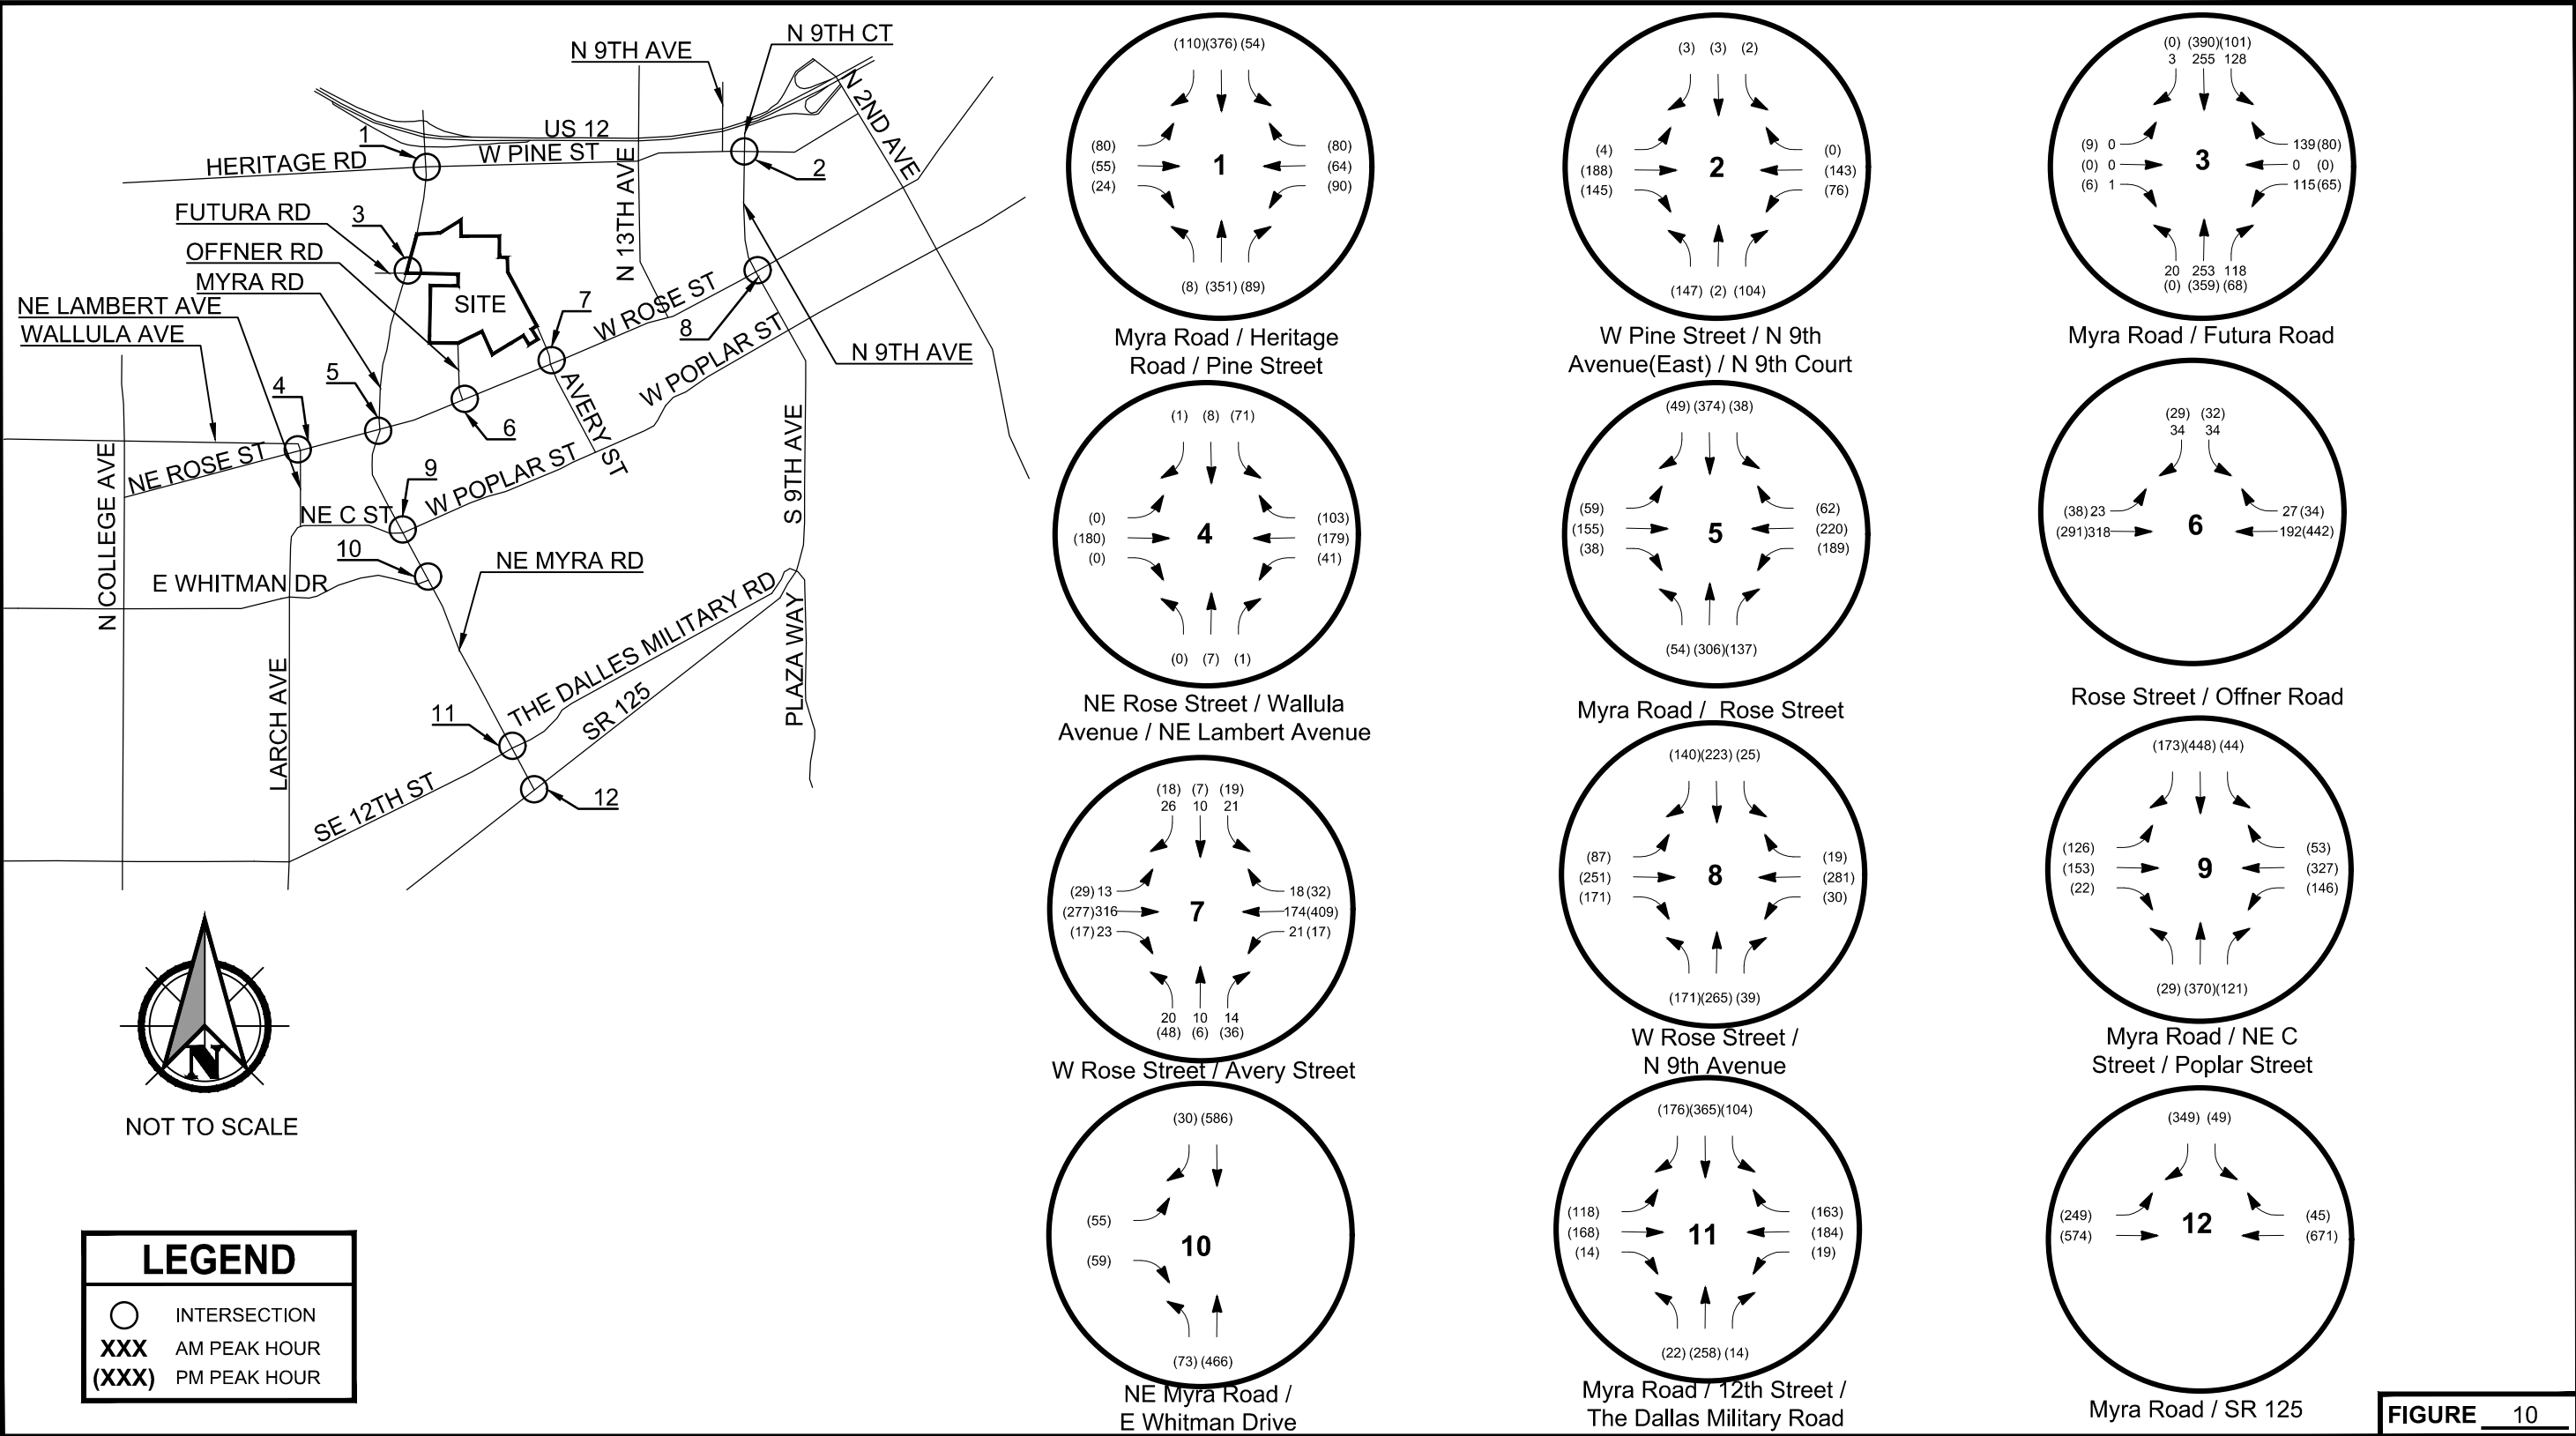 N 9TH AVE
N 9TH CT
N 2ND AVE
US 12
1
HERITAGE RD
W PINE ST
2
N 13TH AVE
FUTURA RD
3
OFFNER RD
MYRA RD
SITE
NE LAMBERT AVE
WALLULA AVE
7
W ROSE ST
8
N 9TH AVE
W POPLAR ST
4
5
6
AVERY ST
N COLLEGE AVE
NE ROSE ST
9
W POPLAR ST
NE C ST
S 9TH AVE
10
E WHITMAN DR
NE MYRA RD
LARCH AVE
THE DALLES MILITARY RD
PLAZA WAY
SR 125
11
SE 12TH ST
12
N
NOT TO SCALE
LEGEND
INTERSECTION
XXX AM PEAK HOUR
(XXX) PM PEAK HOUR
(110)(376) (54)
(80) (80)
(55) 1 (64)
(24) (90)
(8) (351) (89)
Myra Road / Heritage
Road / Pine Street
(3) (3) (2)
(4) (0)
(188) 2 (143)
(145) (76)
(147) (2) (104)
W Pine Street / N 9th
Avenue(East) / N 9th Court
(0) (390)(101)
3 255 128
(9) 0 139(80)
(0) 0 3 0 (0)
(6) 1 115(65)
20 253 118
(0) (359) (68)
Myra Road / Futura Road
(1) (8) (71)
(0) (103)
(180) 4 (179)
(0) (41)
(0) (7) (1)
NE Rose Street / Wallula
Avenue / NE Lambert Avenue
(49) (374) (38)
(59) (62)
(155) 5 (220)
(38) (189)
(54) (306)(137)
Myra Road / Rose Street
(29) (32)
34 34
(38) 23 27 (34)
(291)318 6 192(442)
Rose Street / Offner Road
(18) (7) (19)
26 10 21
(29) 13 18 (32)
(277)316 7 174(409)
(17) 23 21 (17)
20 10 14
(48) (6) (36)
W Rose Street / Avery Street
(140)(223) (25)
(87) (19)
(251) 8 (281)
(171) (30)
(171)(265) (39)
W Rose Street /
N 9th Avenue
(173)(448) (44)
(126) (53)
(153) 9 (327)
(22) (146)
(29) (370)(121)
Myra Road / NE C
Street / Poplar Street
(30) (586)
(55)
10
(59)
(73) (466)
NE Myra Road /
E Whitman Drive
(176)(365)(104)
(118) (163)
(168) 11 (184)
(14) (19)
(22) (258) (14)
Myra Road / 12th Street /
The Dallas Military Road
(349) (49)
(249) (45)
(574) 12 (671)
Myra Road / SR 125
FIGURE 10